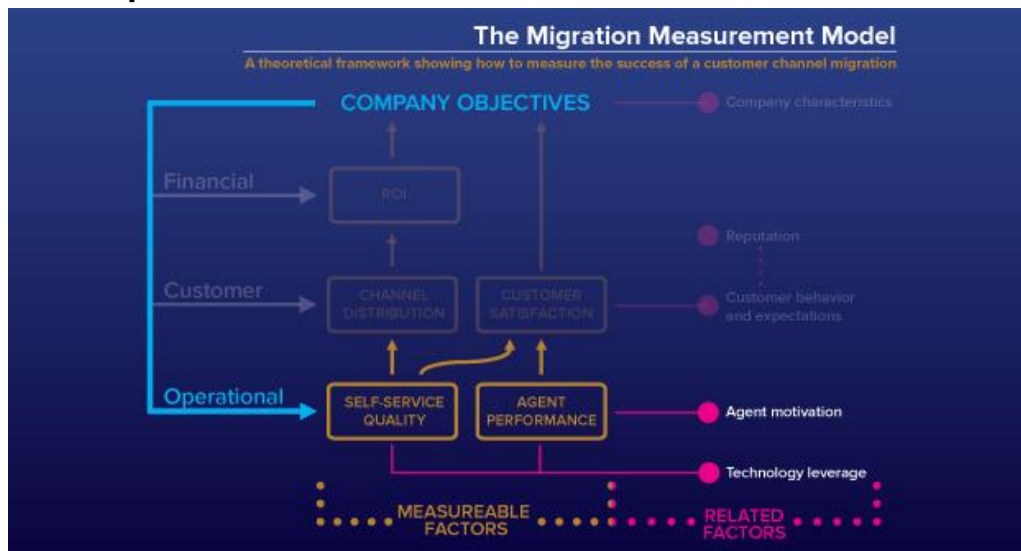 The Migration Measurement Model
A theoretical framework showing how to measure the success of a customer channel migration
COMPANY OBJECTIVES
Company characteristics
Financial
ROI
Reputation
Customer
CHANNEL
DISTRIBUTION
CUSTOMER
SATISFACTION
Customer behavior
and expectations
Operational
SELF-SERVICE
QUALITY
AGENT
PERFORMANCE
Agent motivation
Technology leverage
MEASUREABLE
FACTORS
RELATED
FACTORS